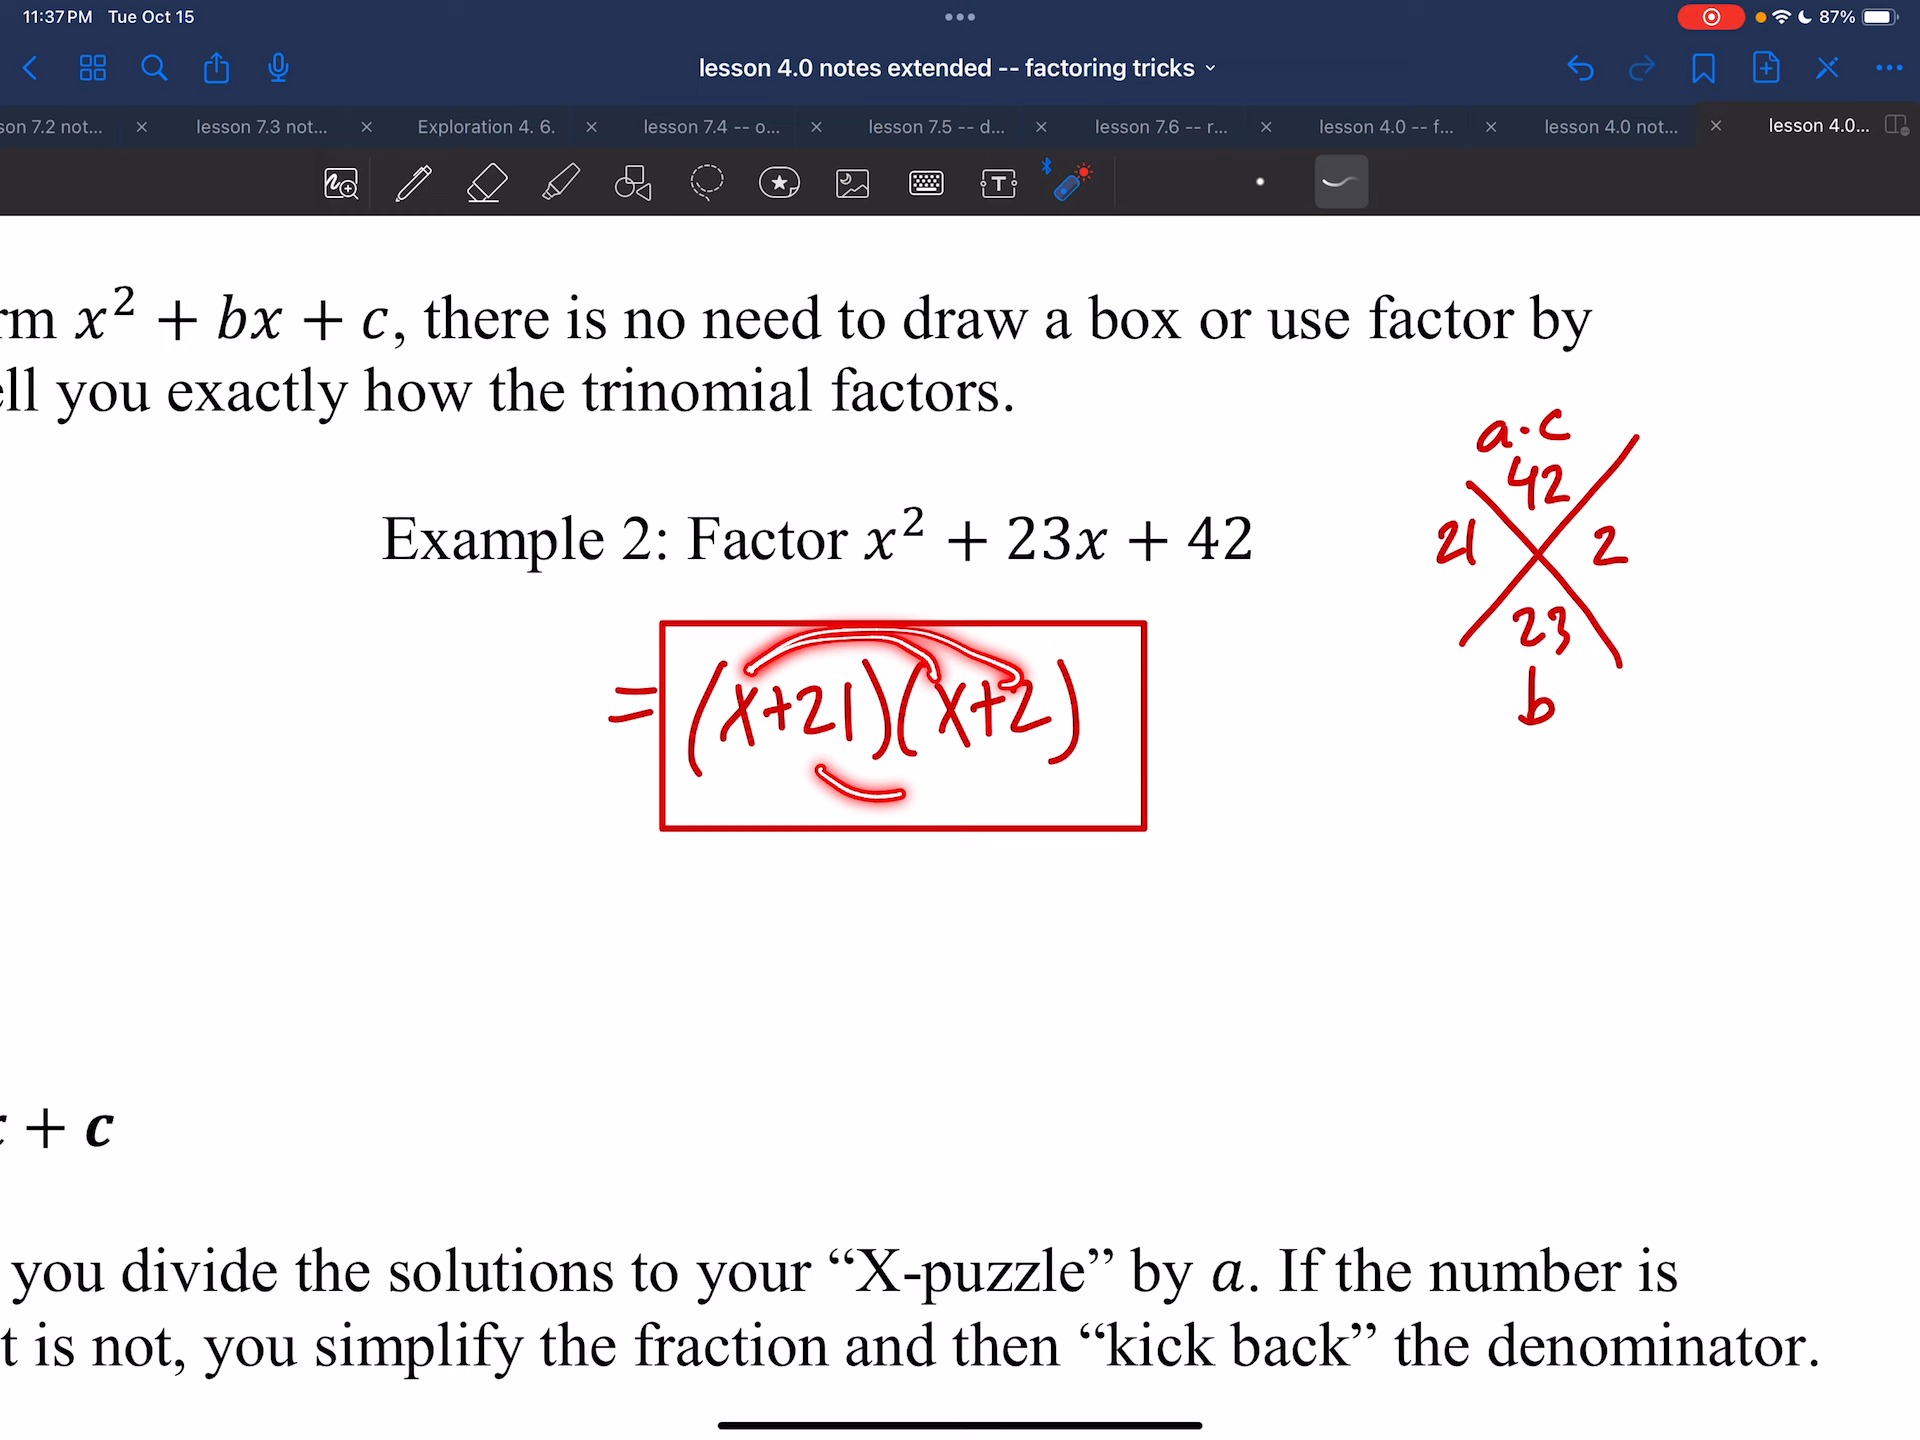 11:37 PM Tue Oct 15
87%
lesson 4.0 notes extended -- factoring tricks
son 7.2 not... lesson 7.3 not... Exploration 4. 6. lesson 7.4 -- o... lesson 7.5 -- d... lesson 7.6 -- r... lesson 4.0 -- f... lesson 4.0 not... lesson 4.0...
rm x² + bx + c, there is no need to draw a box or use factor by
ell you exactly how the trinomial factors.
a·c
42
21 2
23
b
Example 2: Factor x² + 23x + 42
= (x+21)(x+2)
+ c
you divide the solutions to your “X-puzzle” by a. If the number is
t is not, you simplify the fraction and then “kick back” the denominator.